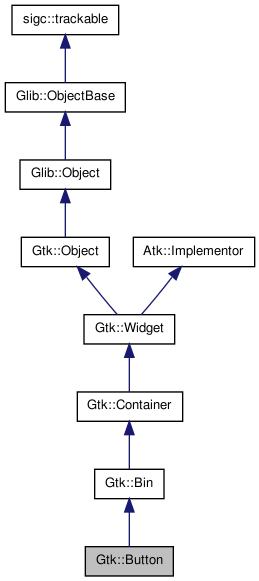 sigc::trackable
Glib::ObjectBase
Glib::Object
Gtk::Object
Atk::Implementor
Gtk::Widget
Gtk::Container
Gtk::Bin
Gtk::Button